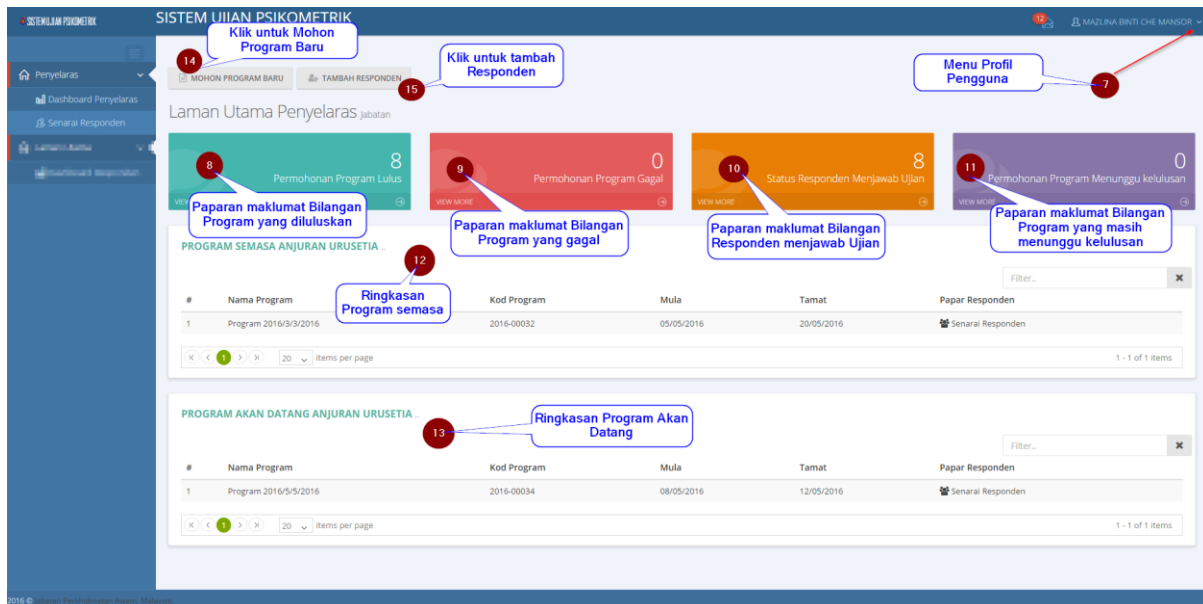 SISTEM UJIAN PSIKOMETRIK
SISTEM UJIAN PSIKOMETRIK
12
MAZLINA BINTI CHE MANSOR
Klik untuk Mohon
Program Baru
14
MOHON PROGRAM BARU
TAMBAH RESPONDEN
15
Klik untuk tambah
Responden
Menu Profil
Pengguna
7
Penyelaras
Dashboard Penyelaras
Senarai Responden
Laman Utama Penyelaras jabatan
8
8
Permohonan Program Lulus
VIEW
Paparan maklumat Bilangan
Program yang diluluskan
9
0
Permohonan Program Gagal
VIEW MORE
Paparan maklumat Bilangan
Program yang gagal
10
8
Status Responden Menjawab Ujian
VIEW MORE
Paparan maklumat Bilangan
Responden menjawab Ujian
11
0
Permohonan Program Menunggu kelulusan
VIEW MORE
Paparan maklumat Bilangan
Program yang masih
menunggu kelulusan
PROGRAM SEMASA ANJURAN URUSETIA ..
12
Ringkasan
Program semasa
Filter..
# Nama Program Kod Program Mula Tamat Papar Responden
1 Program 2016/3/3/2016 2016-00032 05/05/2016 20/05/2016 Senarai Responden
1 20 items per page 1 - 1 of 1 items
PROGRAM AKAN DATANG ANJURAN URUSETIA ..
13
Ringkasan Program Akan
Datang
Filter..
# Nama Program Kod Program Mula Tamat Papar Responden
1 Program 2016/5/5/2016 2016-00034 08/05/2016 12/05/2016 Senarai Responden
1 20 items per page 1 - 1 of 1 items
2016 © Jabatan Perkhidmatan Awam, Malaysia